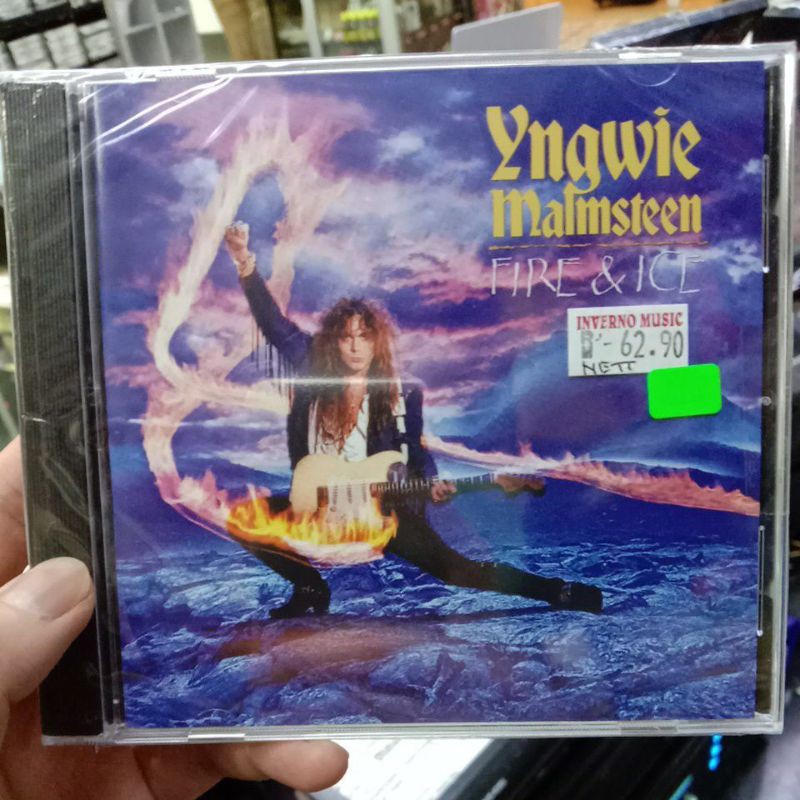 Yngwie
Malmsteen
FIRE & ICE
INVERNO MUSIC
62.90
NETT